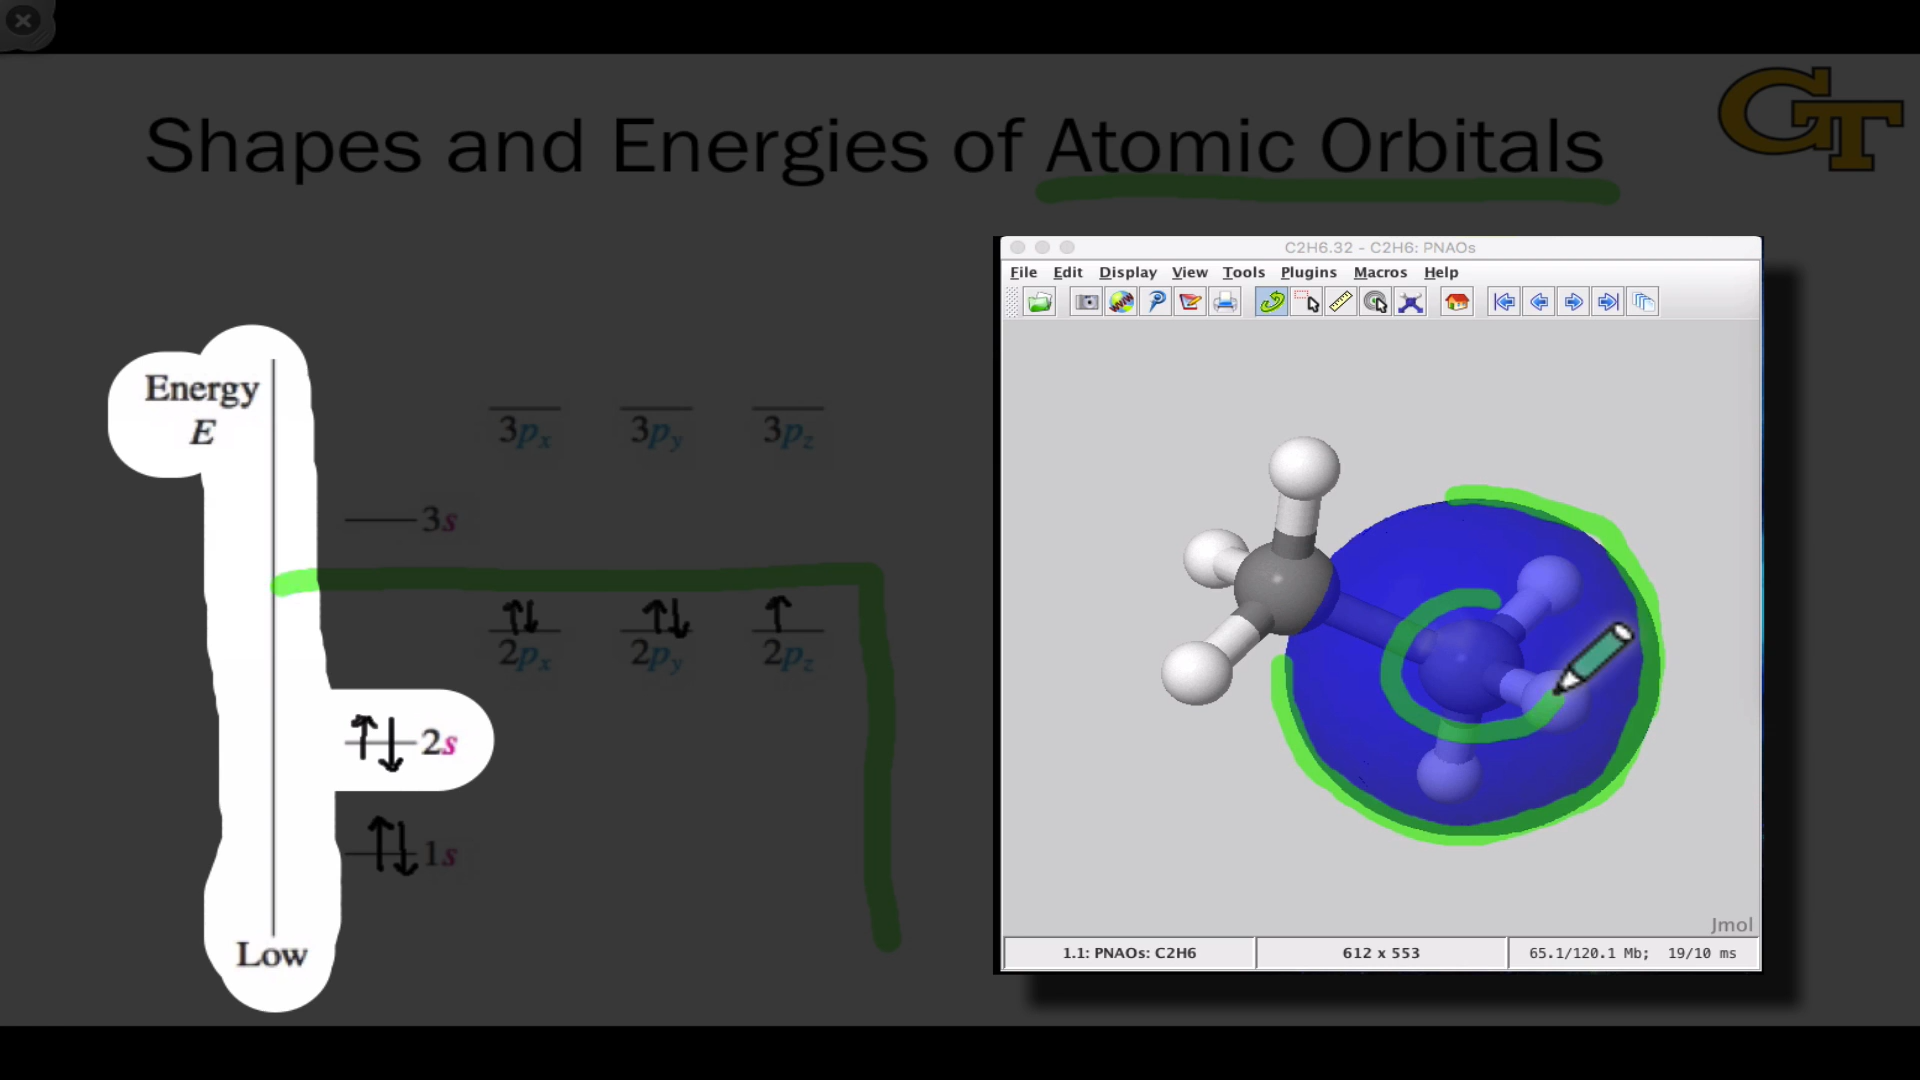 Shapes and Energies of Atomic Orbitals
GT
Energy
E
3px 3py 3pz
3s
2px 2py 2pz
2s
1s
Low
C2H6.32 - C2H6: PNAOs
File Edit Display View Tools Plugins Macros Help
Jmol
1.1: PNAOs: C2H6 612 x 553 65.1/120.1 Mb; 19/10 ms